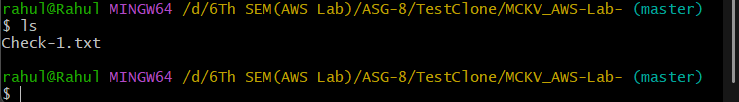 rahul@Rahul MINGW64 /d/6Th SEM(AWS Lab)/ASG-8/TestClone/MCKV_AWS-Lab- (master)
$ ls
Check-1.txt
rahul@Rahul MINGW64 /d/6Th SEM(AWS Lab)/ASG-8/TestClone/MCKV_AWS-Lab- (master)
$